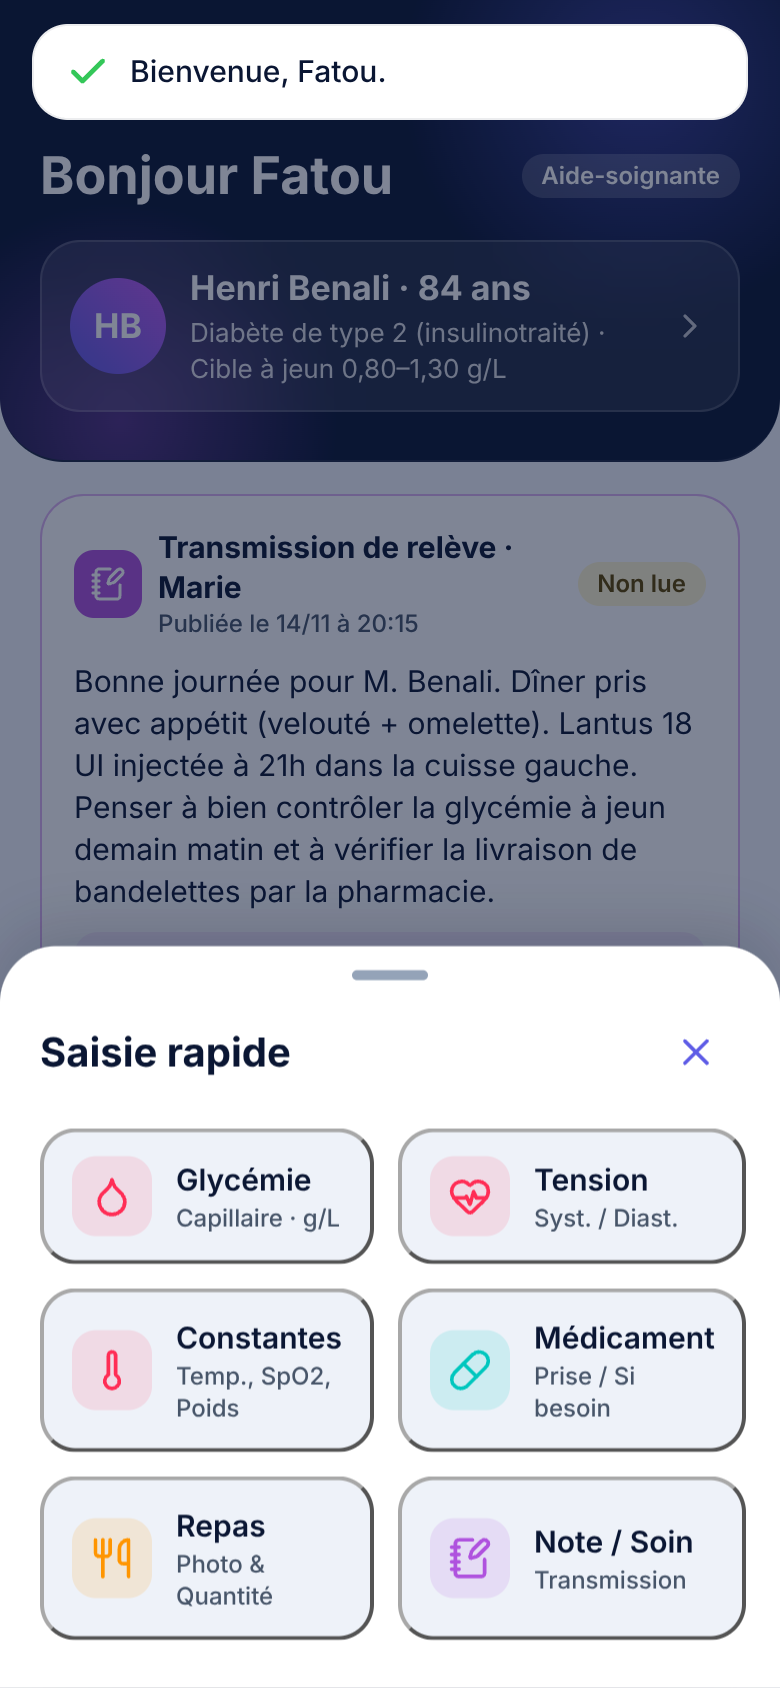 Bienvenue, Fatou.
Bonjour Fatou
Aide-soignante
HB
Henri Benali · 84 ans
Diabète de type 2 (insulinotraité) ·
Cible à jeun 0,80–1,30 g/L
Transmission de relève ·
Marie
Publiée le 14/11 à 20:15
Non lue
Bonne journée pour M. Benali. Dîner pris
avec appétit (velouté + omelette). Lantus 18
UI injectée à 21h dans la cuisse gauche.
Penser à bien contrôler la glycémie à jeun
demain matin et à vérifier la livraison de
bandelettes par la pharmacie.
Saisie rapide
Glycémie
Capillaire · g/L
Tension
Syst. / Diast.
Constantes
Temp., SpO2,
Poids
Médicament
Prise / Si
besoin
Repas
Photo &
Quantité
Note / Soin
Transmission